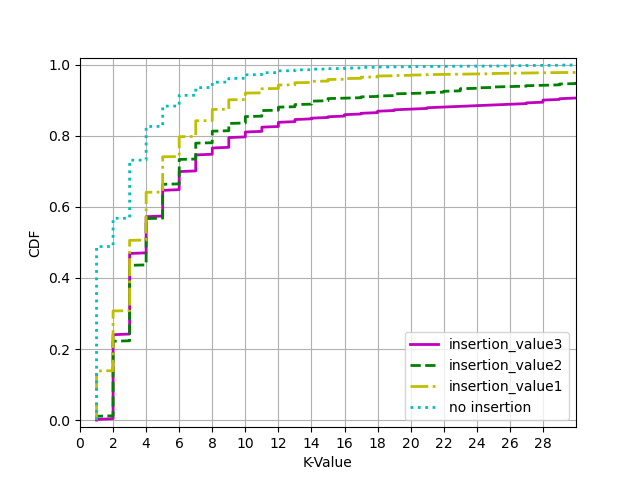 1.0
0.8
0.6
0.4
0.2
0.0
CDF
0 2 4 6 8 10 12 14 16 18 20 22 24 26 28
K-Value
insertion_value3
insertion_value2
insertion_value1
no insertion